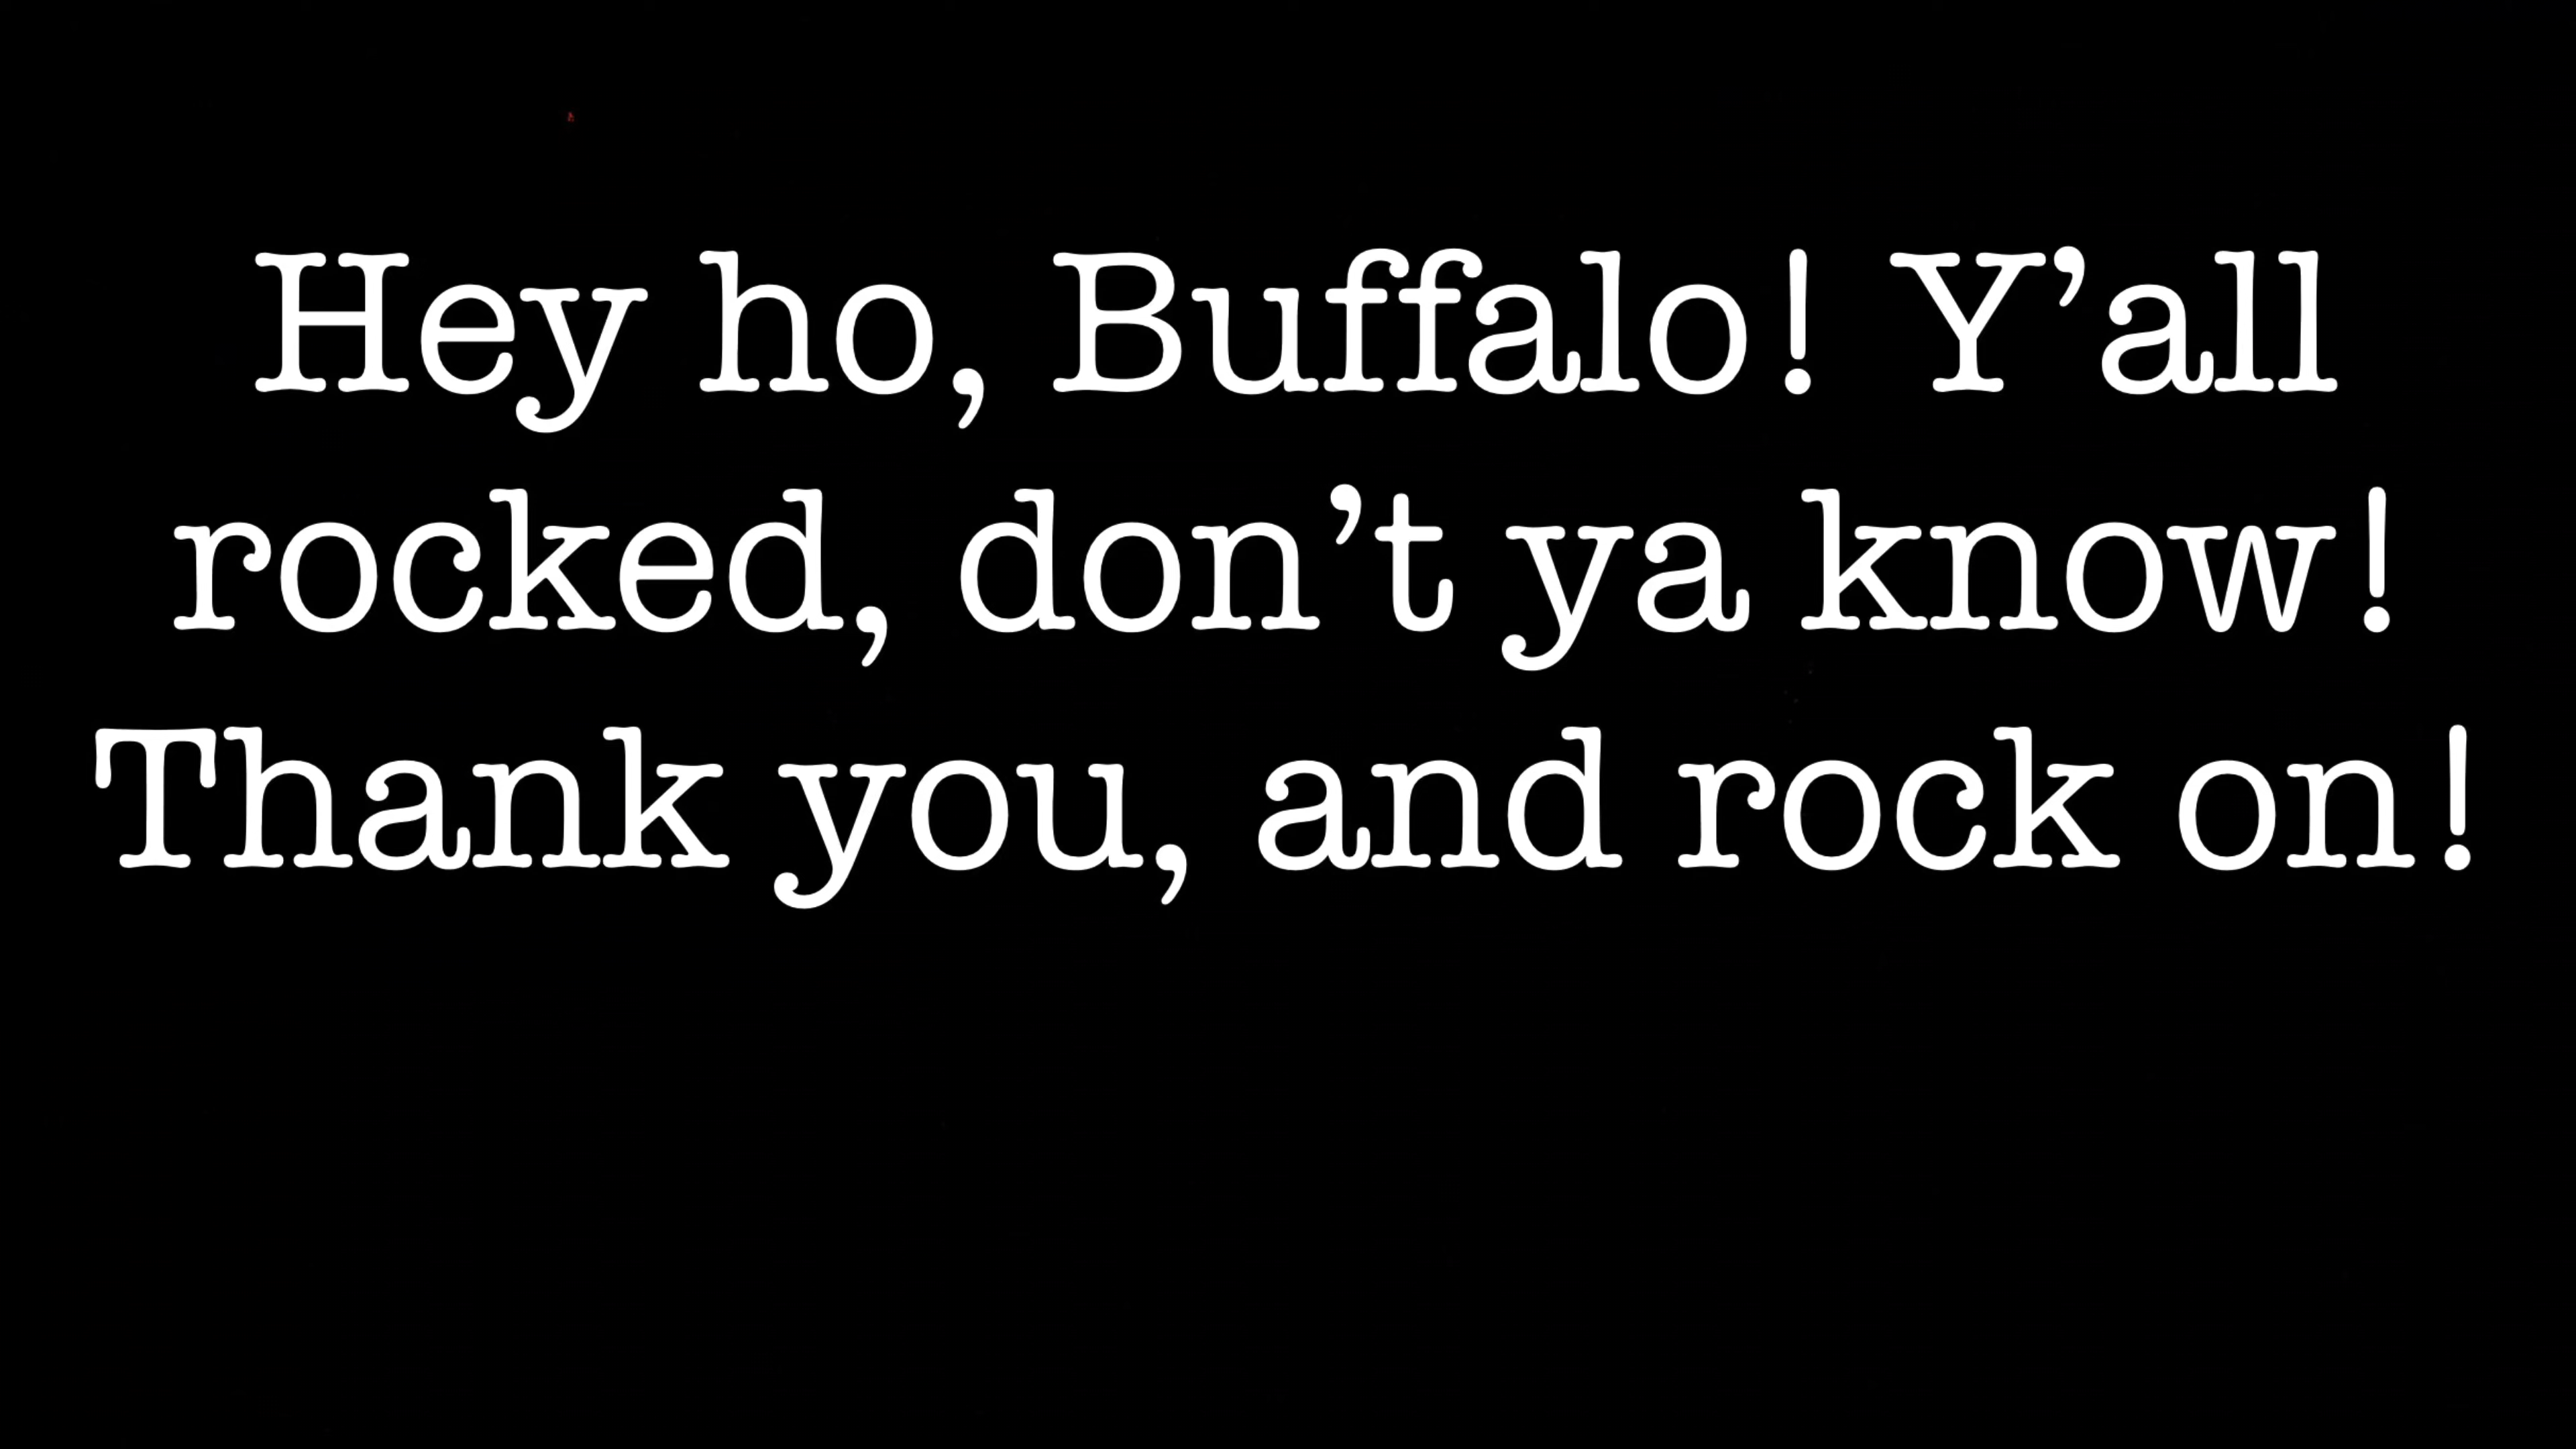 Hey ho, Buffalo! Y’all
rocked, don’t ya know!
Thank you, and rock on!